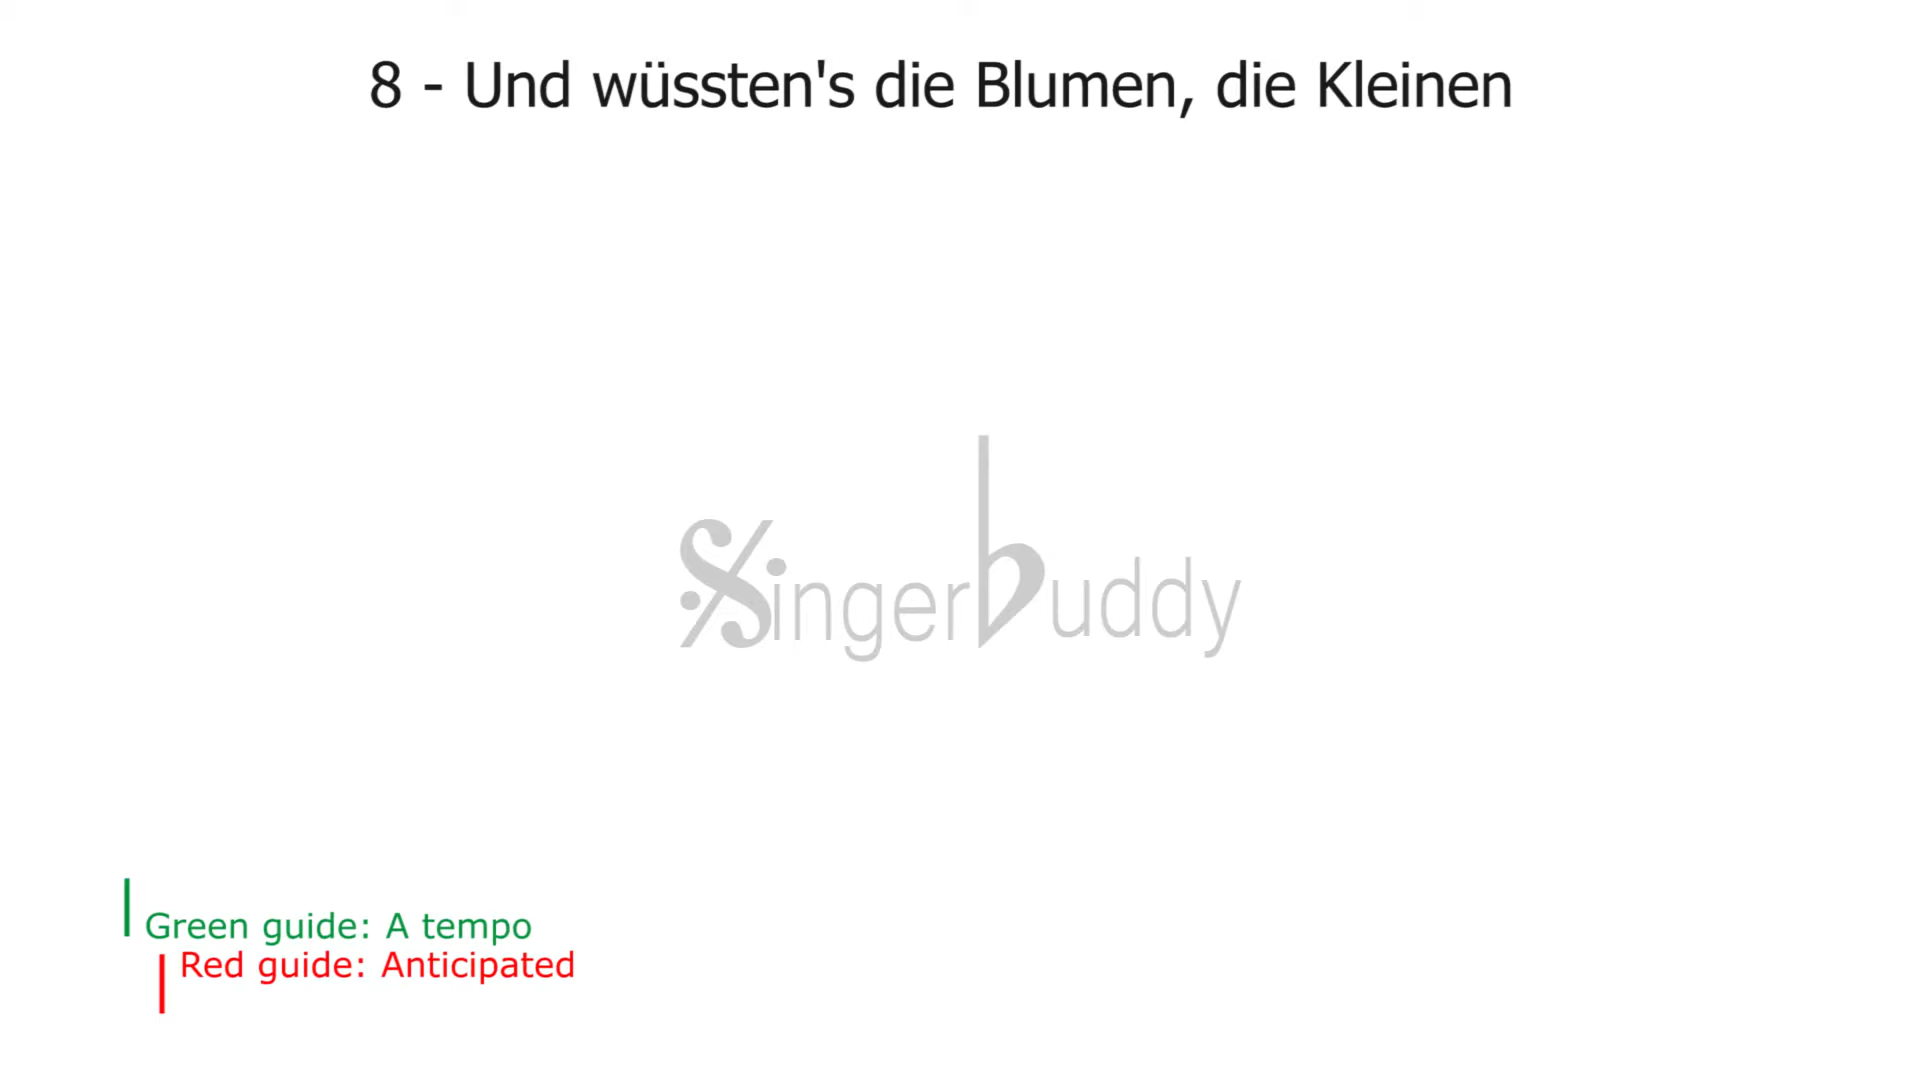 8 - Und wüssten's die Blumen, die Kleinen
Singerbuddy
Green guide: A tempo
Red guide: Anticipated